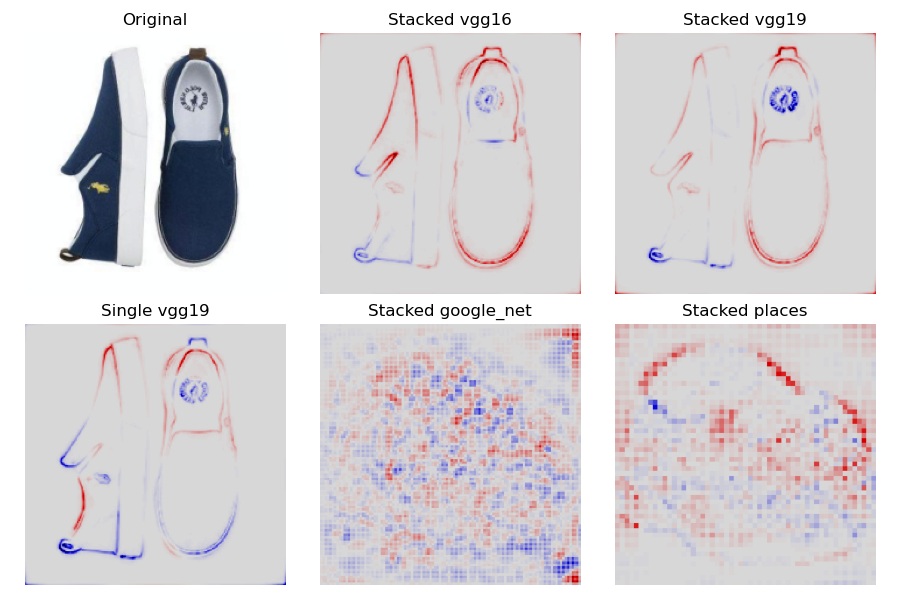 Original
Stacked vgg16
Stacked vgg19
Single vgg19
Stacked google_net
Stacked places